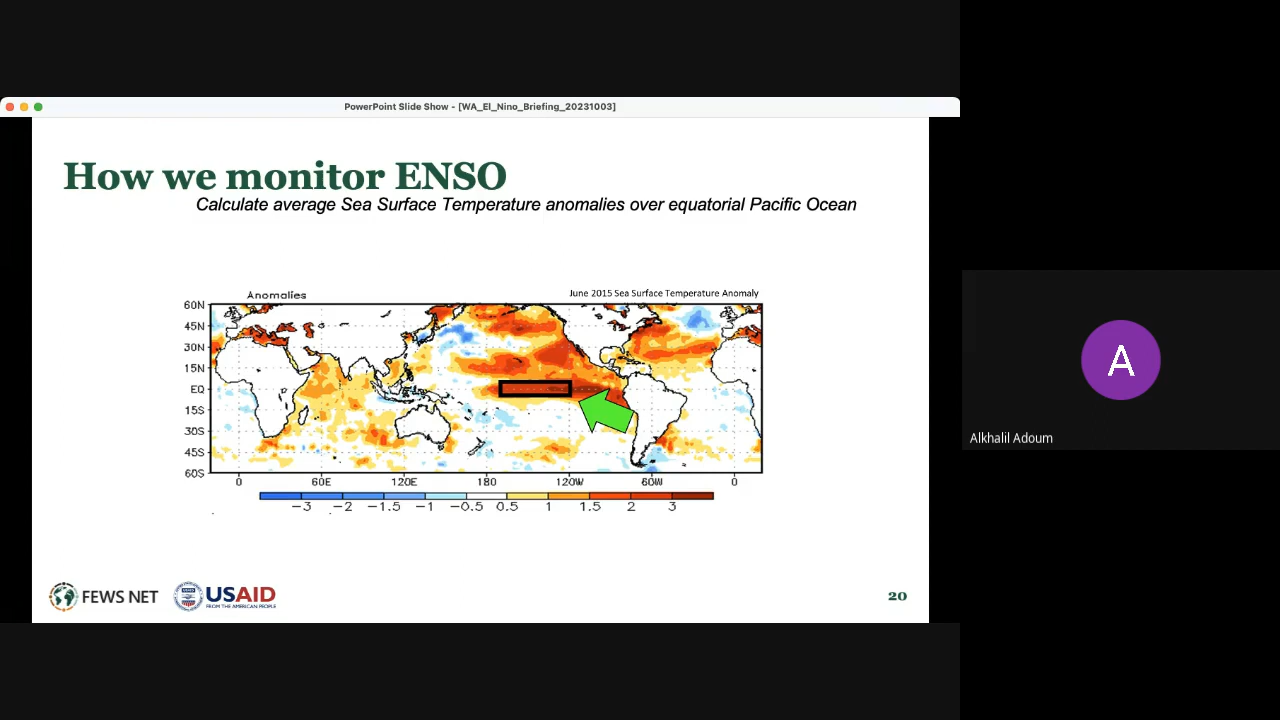 PowerPoint Slide Show - [WA_El_Nino_Briefing_20231003]
How we monitor ENSO
Calculate average Sea Surface Temperature anomalies over equatorial Pacific Ocean
Anomalies
June 2015 Sea Surface Temperature Anomaly
60N
45N
30N
15N
EQ
15S
30S
45S
60S
0 60E 120E 180 120W 60W 0
−3 −2 −1.5 −1 −0.5 0.5 1 1.5 2 3
A
Alkhalil Adoum
FEWS NET
USAID
FROM THE AMERICAN PEOPLE
20